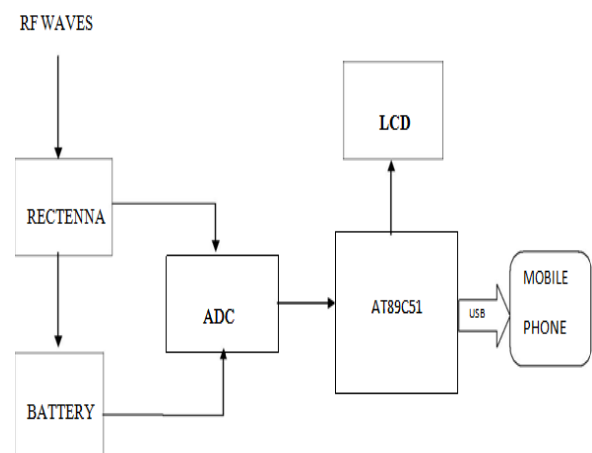 RF WAVES
LCD
RECTENNA
ADC
AT89C51
USB
MOBILE
PHONE
BATTERY